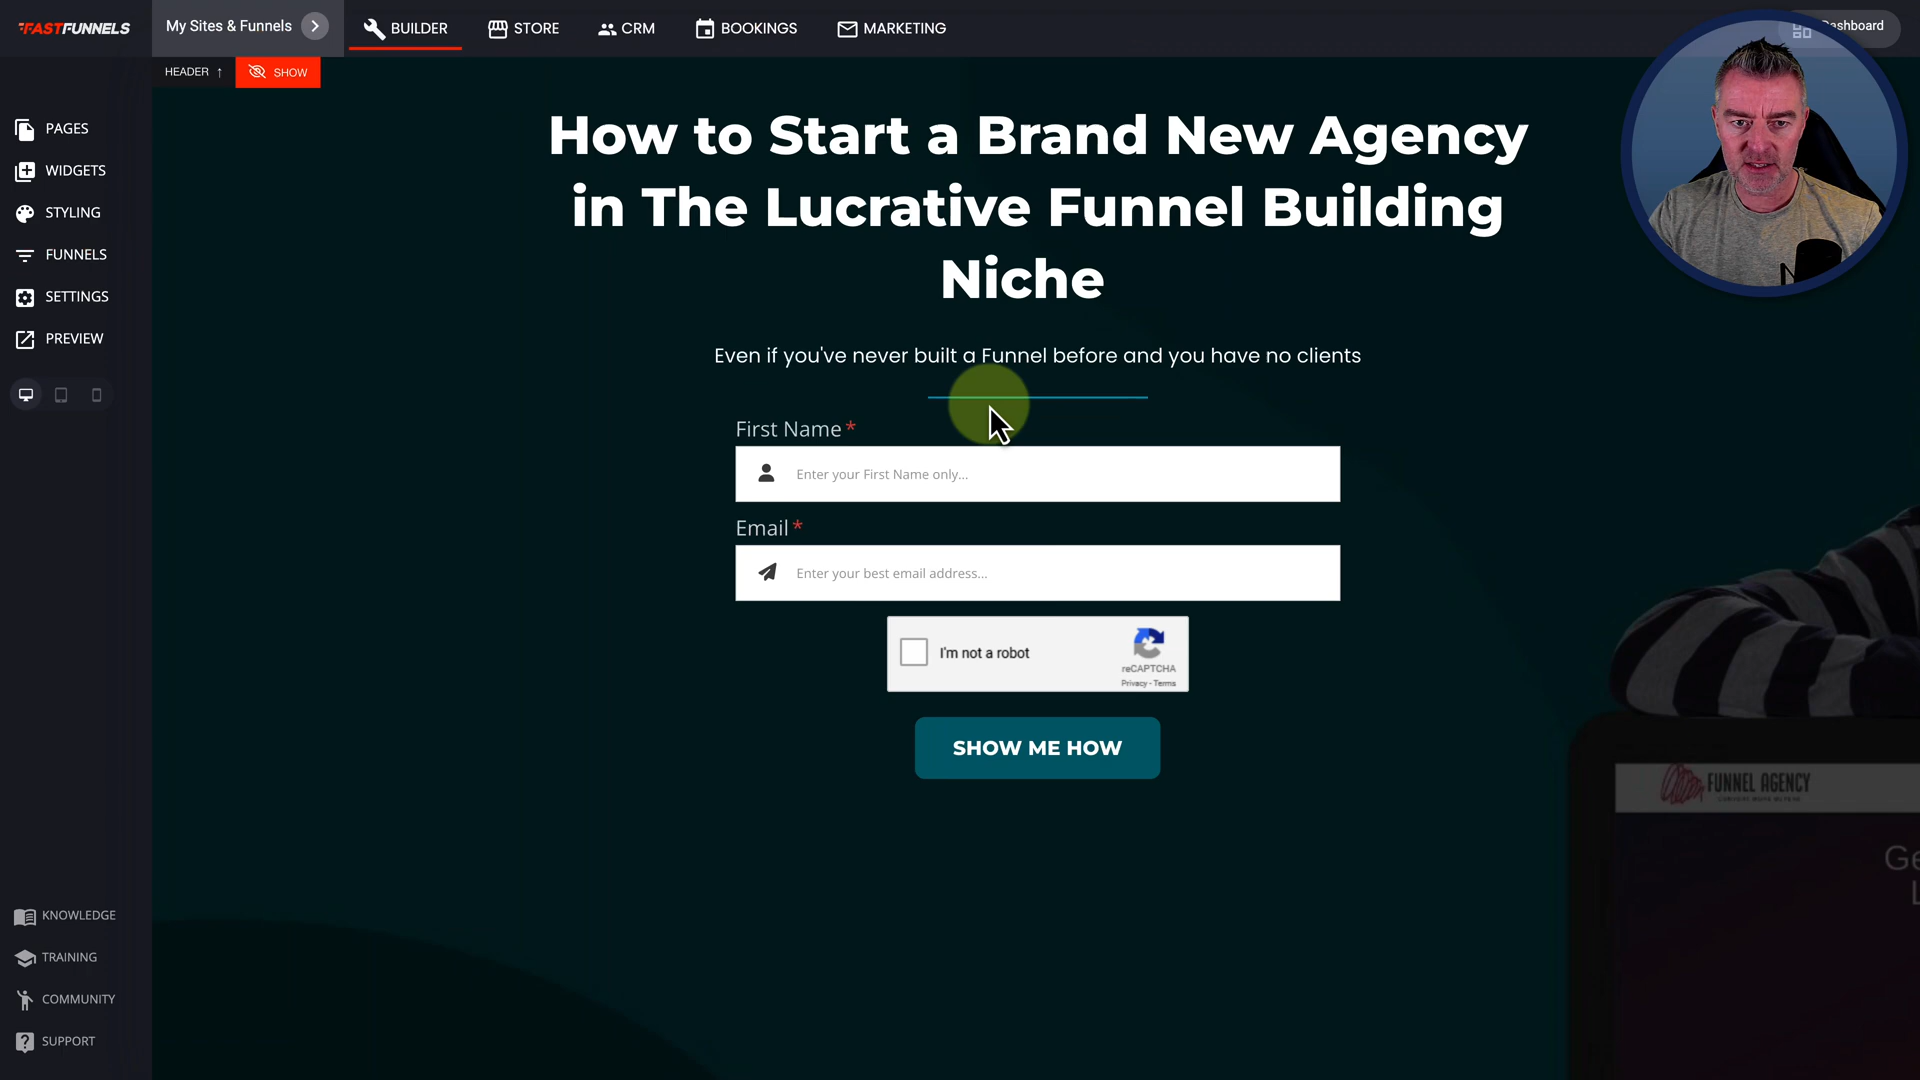 FASTFUNNELS
My Sites & Funnels
BUILDER
STORE
CRM
BOOKINGS
MARKETING
Dashboard
HEADER ↑
SHOW
PAGES
WIDGETS
STYLING
FUNNELS
SETTINGS
PREVIEW
How to Start a Brand New Agency
in The Lucrative Funnel Building
Niche
Even if you've never built a Funnel before and you have no clients
First Name *
Enter your First Name only...
Email *
Enter your best email address...
I'm not a robot
reCAPTCHA
Privacy - Terms
SHOW ME HOW
FUNNEL AGENCY
KNOWLEDGE
TRAINING
COMMUNITY
SUPPORT